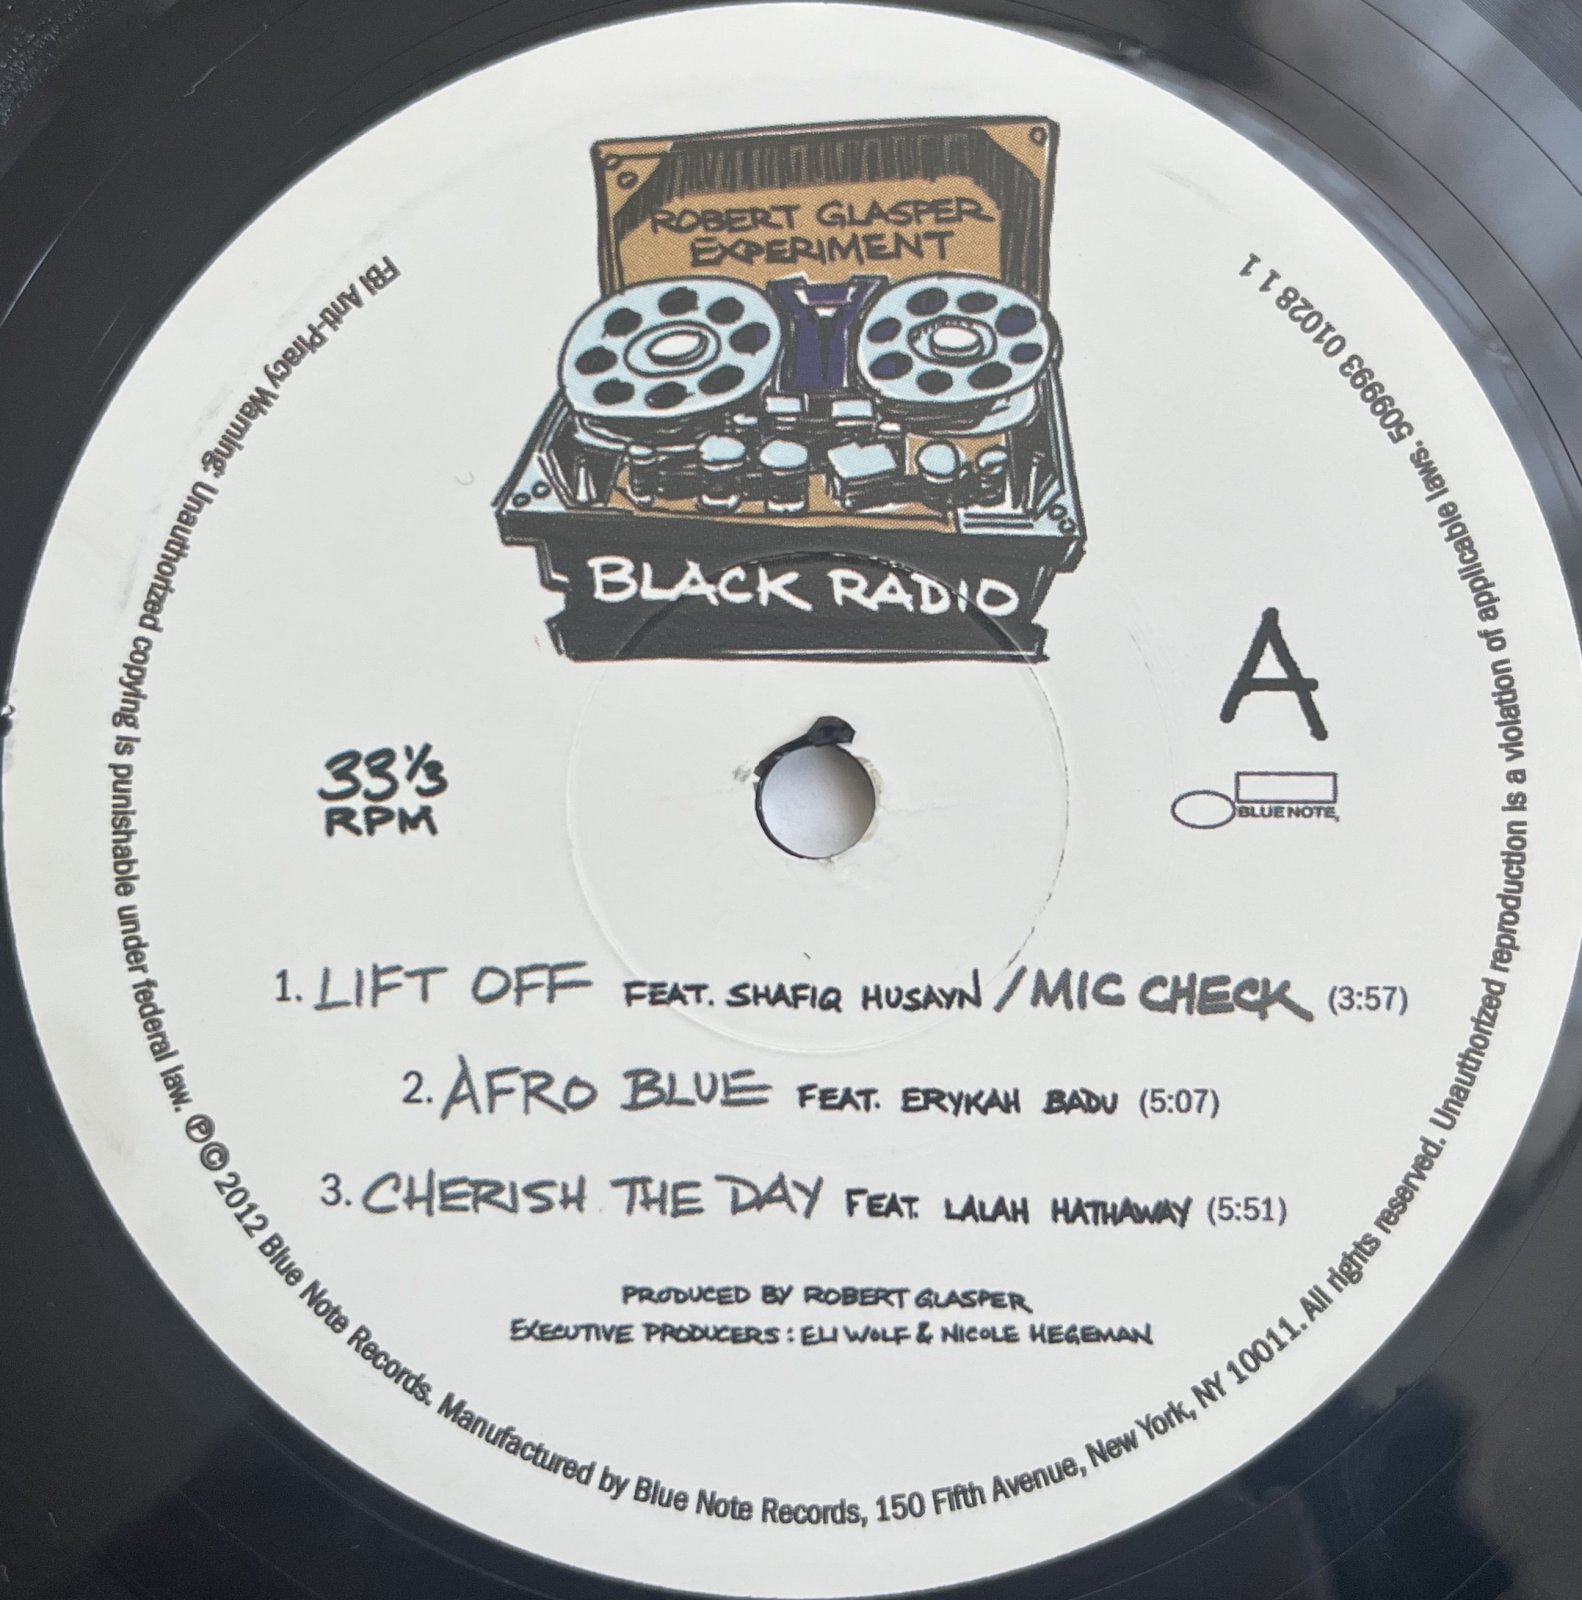 ROBERT GLASPER
EXPERIMENT
BLACK RADIO
A
33⅓
RPM
BLUE NOTE
1. LIFT OFF FEAT. SHAFIQ HUSAYN / MIC CHECK (3:57)
2. AFRO BLUE FEAT. ERYKAH BADU (5:07)
3. CHERISH THE DAY FEAT. LALAH HATHAWAY (5:51)
PRODUCED BY ROBERT GLASPER
EXECUTIVE PRODUCERS: ELI WOLF & NICOLE HEGEMAN
FBI Anti-Piracy Warning: Unauthorized copying is punishable under federal law. ℗© 2012 Blue Note Records. Manufactured by Blue Note Records, 150 Fifth Avenue, New York, NY 10011. All rights reserved. Unauthorized reproduction is a violation of applicable laws. 509993 01028 1 1